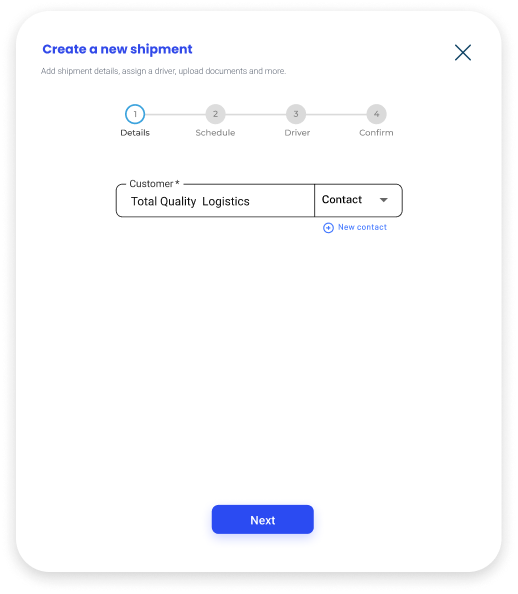 Create a new shipment
Add shipment details, assign a driver, upload documents and more.
1 2 3 4
Details Schedule Driver Confirm
Customer*
Total Quality Logistics Contact
New contact
Next